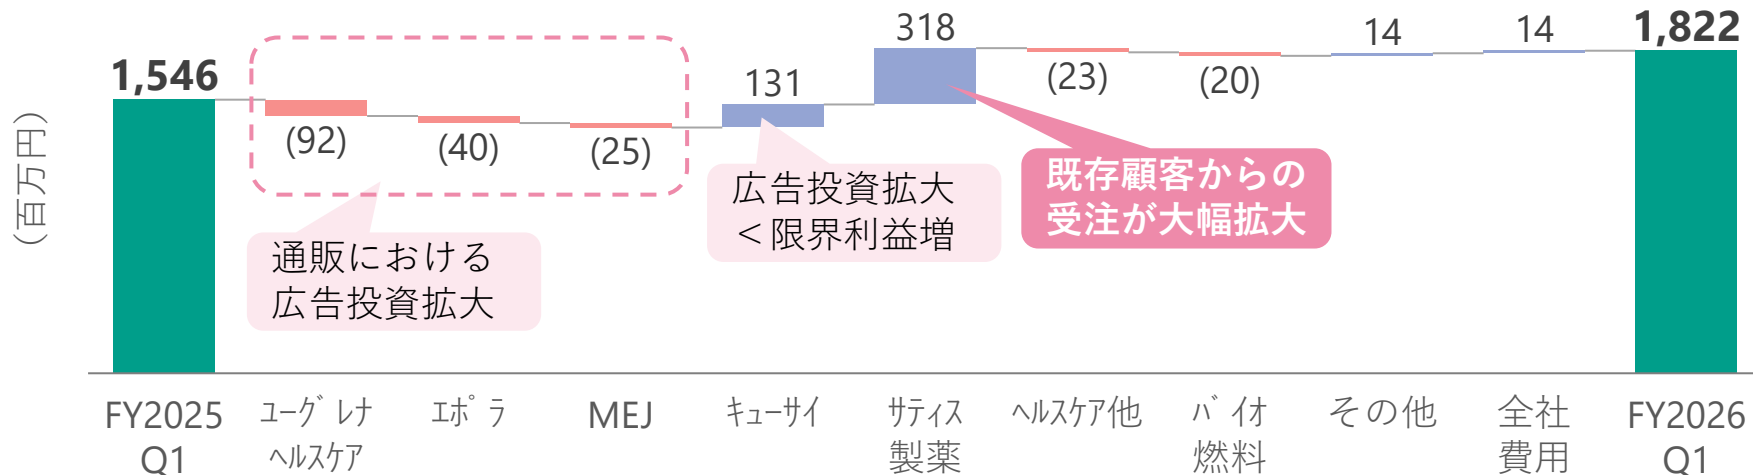 (百万円)
1,546
(92)
(40)
(25)
131
318
(23)
(20)
14
14
1,822
通販における
広告投資拡大
広告投資拡大
＜限界利益増
既存顧客からの
受注が大幅拡大
FY2025
Q1
ﾕｰｸﾞﾚﾅ
ﾍﾙｽｹｱ
ｴﾎﾟﾗ
MEJ
ｷｭｰｻｲ
ｻﾃｨｽ
製薬
ﾍﾙｽｹｱ他
ﾊﾞｲｵ
燃料
その他
全社
費用
FY2026
Q1